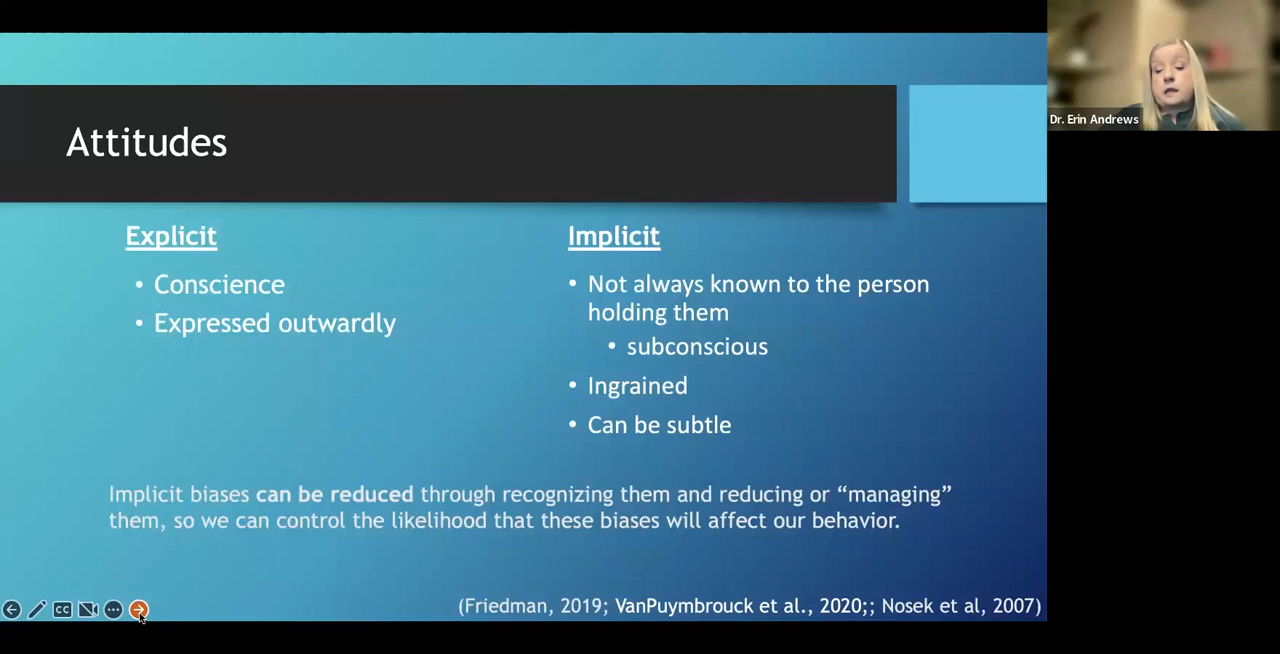 Attitudes
Explicit
• Conscience
• Expressed outwardly
Implicit
• Not always known to the person
holding them
• subconscious
• Ingrained
• Can be subtle
Implicit biases can be reduced through recognizing them and reducing or “managing”
them, so we can control the likelihood that these biases will affect our behavior.
(Friedman, 2019; VanPuymbrouck et al., 2020;; Nosek et al, 2007)
CC
Dr. Erin Andrews